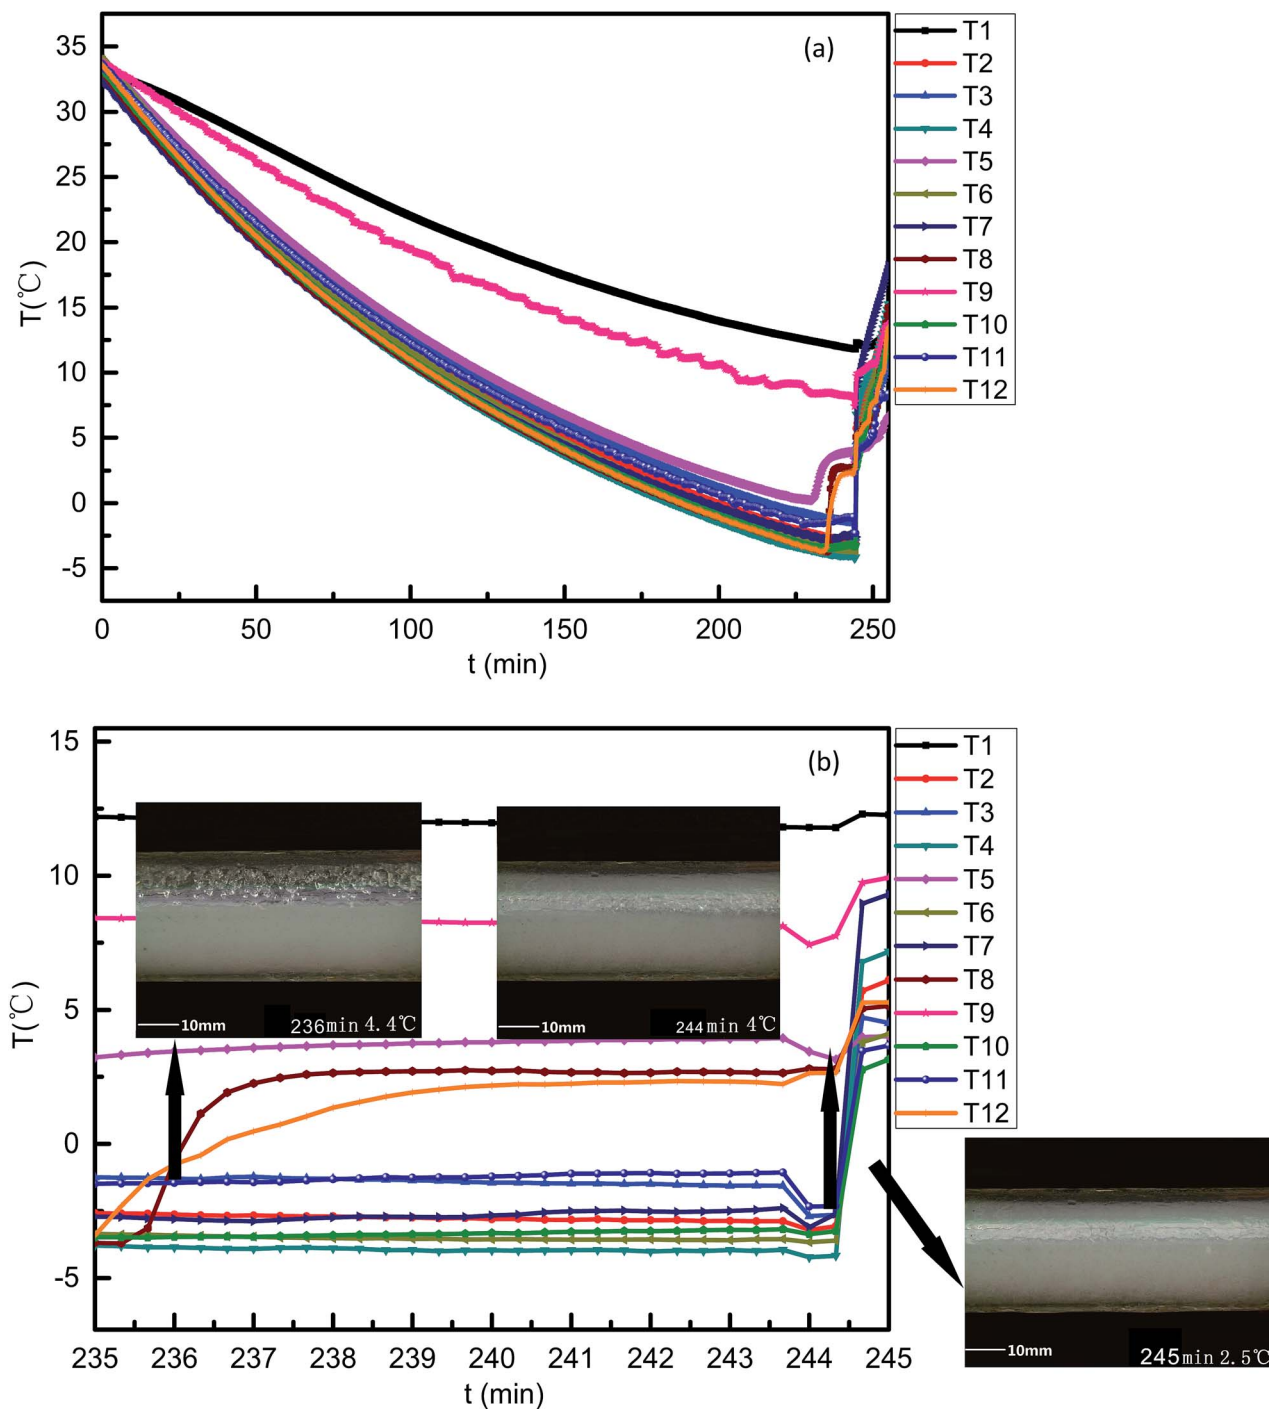 (a)
35
30
25
20
15
10
5
0
-5
T(℃)
0 50 100 150 200 250
t (min)
T1
T2
T3
T4
T5
T6
T7
T8
T9
T10
T11
T12
(b)
15
10
5
0
-5
T(℃)
10mm 236min 4.4℃
10mm 244min 4℃
235 236 237 238 239 240 241 242 243 244 245
t (min)
T1
T2
T3
T4
T5
T6
T7
T8
T9
T10
T11
T12
10mm 245min 2.5℃